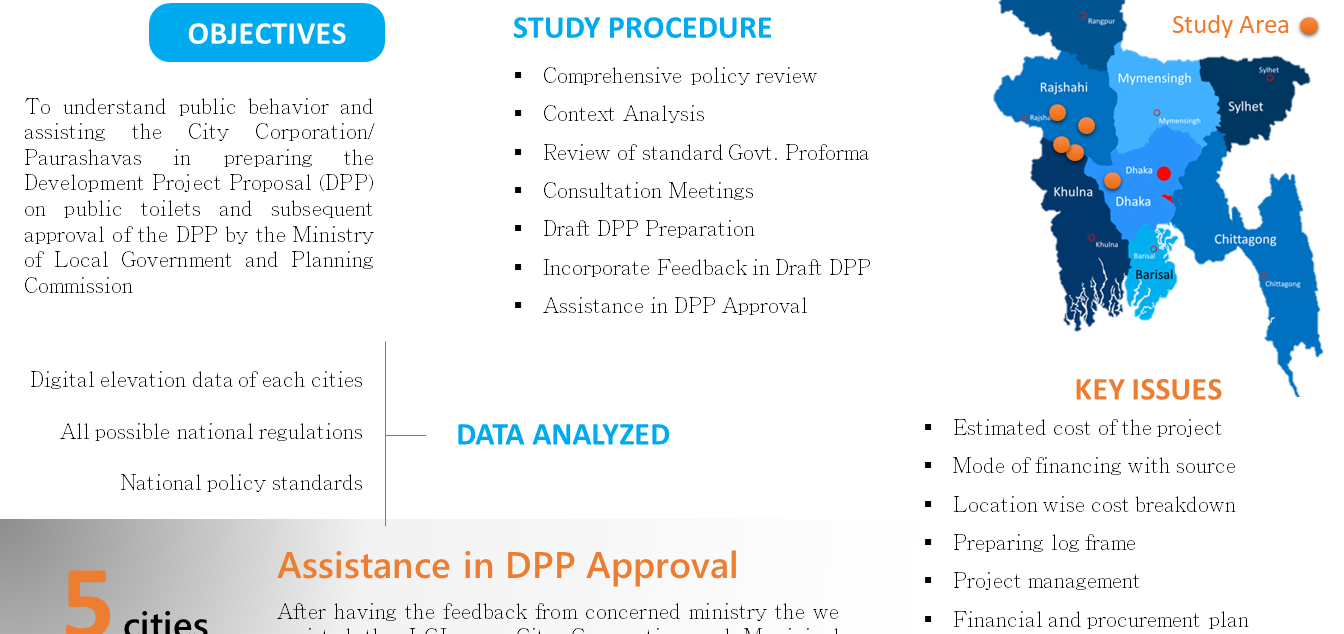 OBJECTIVES
To understand public behavior and
assisting the City Corporation/
Paurashavas in preparing the
Development Project Proposal (DPP)
on public toilets and subsequent
approval of the DPP by the Ministry
of Local Government and Planning
Commission
STUDY PROCEDURE
▪ Comprehensive policy review
▪ Context Analysis
▪ Review of standard Govt. Proforma
▪ Consultation Meetings
▪ Draft DPP Preparation
▪ Incorporate Feedback in Draft DPP
▪ Assistance in DPP Approval
Study Area
Rangpur
Rajshahi
Mymensingh
Mymensingh
Sylhet
Sylhet
Dhaka
Dhaka
Khulna
Khulna
Barisal
Barisal
Chittagong
Chittagong
Digital elevation data of each cities
All possible national regulations
National policy standards
DATA ANALYZED
KEY ISSUES
▪ Estimated cost of the project
▪ Mode of financing with source
▪ Location wise cost breakdown
▪ Preparing log frame
▪ Project management
▪ Financial and procurement plan
5 cities
Assistance in DPP Approval
After having the feedback from concerned ministry the we